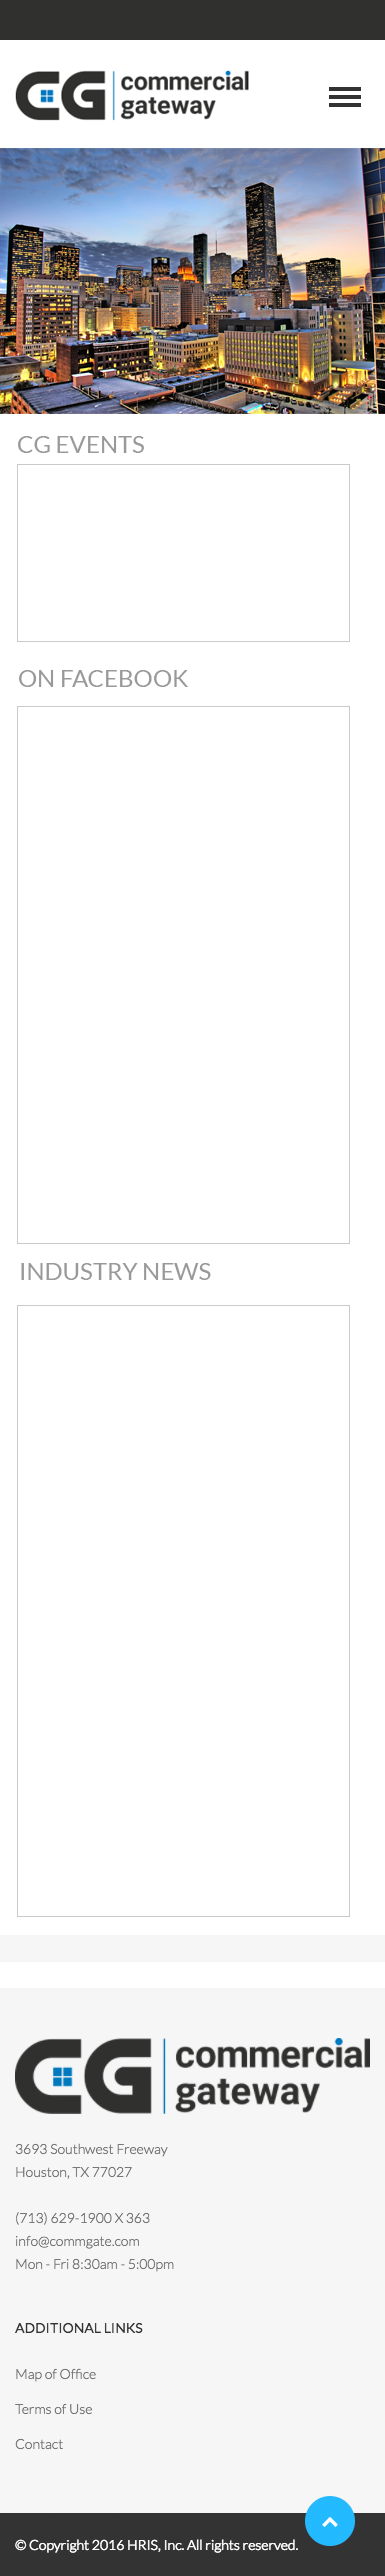 CG commercial
gateway
CG EVENTS
ON FACEBOOK
INDUSTRY NEWS
CG commercial
gateway
3693 Southwest Freeway
Houston, TX 77027
(713) 629-1900 X 363
info@commgate.com
Mon - Fri 8:30am - 5:00pm
ADDITIONAL LINKS
Map of Office
Terms of Use
Contact
© Copyright 2016 HRIS, Inc. All rights reserved.